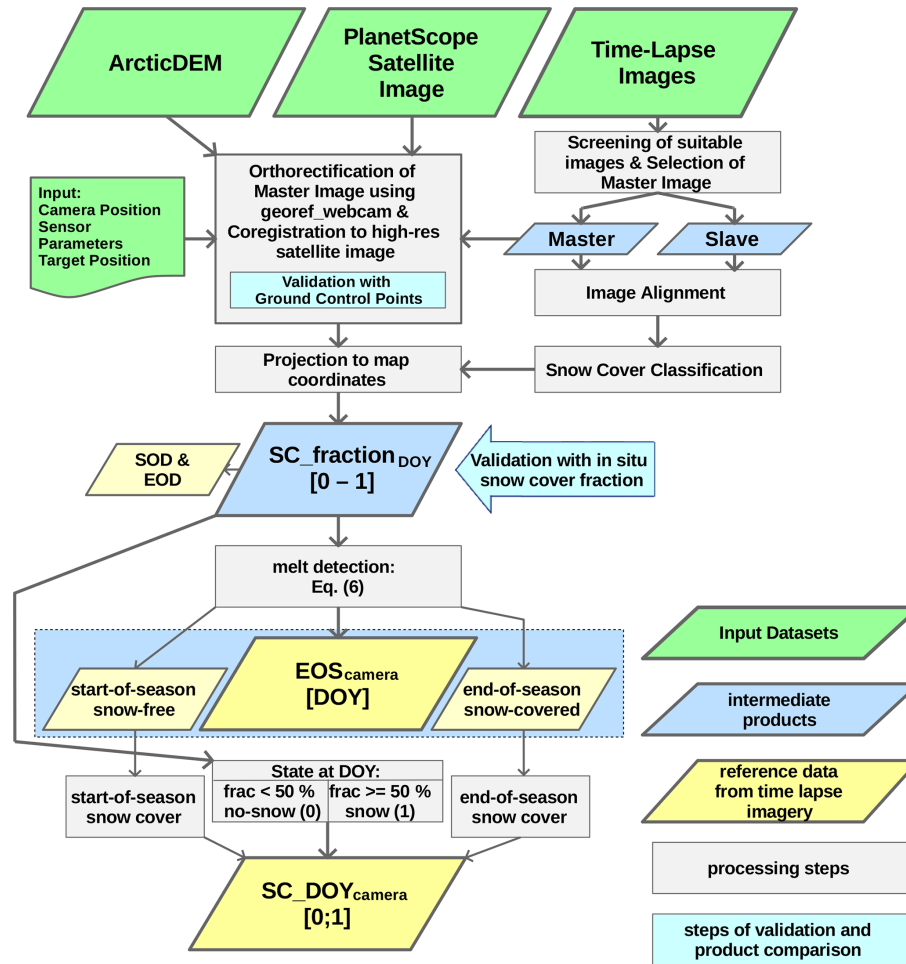 ArcticDEM
PlanetScope
Satellite
Image
Time-Lapse
Images
Screening of suitable
images & Selection of
Master Image
Orthorectification of
Master Image using
georef_webcam &
Coregistration to high-res
satellite image
Validation with
Ground Control Points
Input:
Camera Position
Sensor
Parameters
Target Position
Master
Slave
Image Alignment
Projection to map
coordinates
Snow Cover Classification
SOD &
EOD
SC_fraction DOY
[0 – 1]
Validation with in situ
snow cover fraction
melt detection:
Eq. (6)
start-of-season
snow-free
EOScamera
[DOY]
end-of-season
snow-covered
start-of-season
snow cover
State at DOY:
frac < 50 %
no-snow (0)
frac >= 50 %
snow (1)
end-of-season
snow cover
SC_DOYcamera
[0;1]
Input Datasets
intermediate
products
reference data
from time lapse
imagery
processing steps
steps of validation and
product comparison